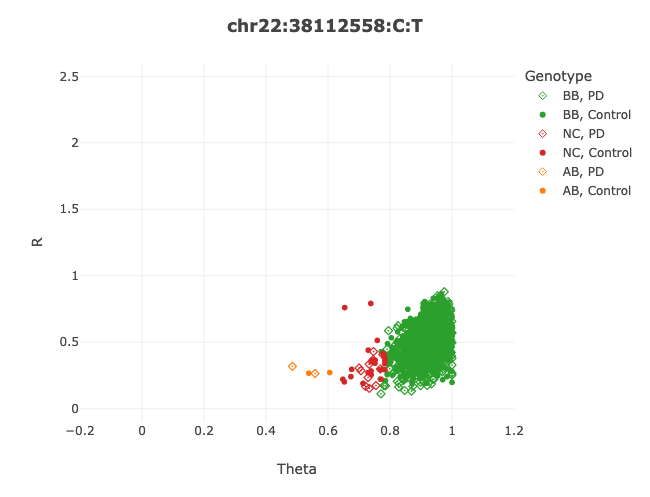 chr22:38112558:C:T
Genotype
BB, PD
BB, Control
NC, PD
NC, Control
AB, PD
AB, Control
R
2.5
2
1.5
1
0.5
0
−0.2 0 0.2 0.4 0.6 0.8 1 1.2
Theta